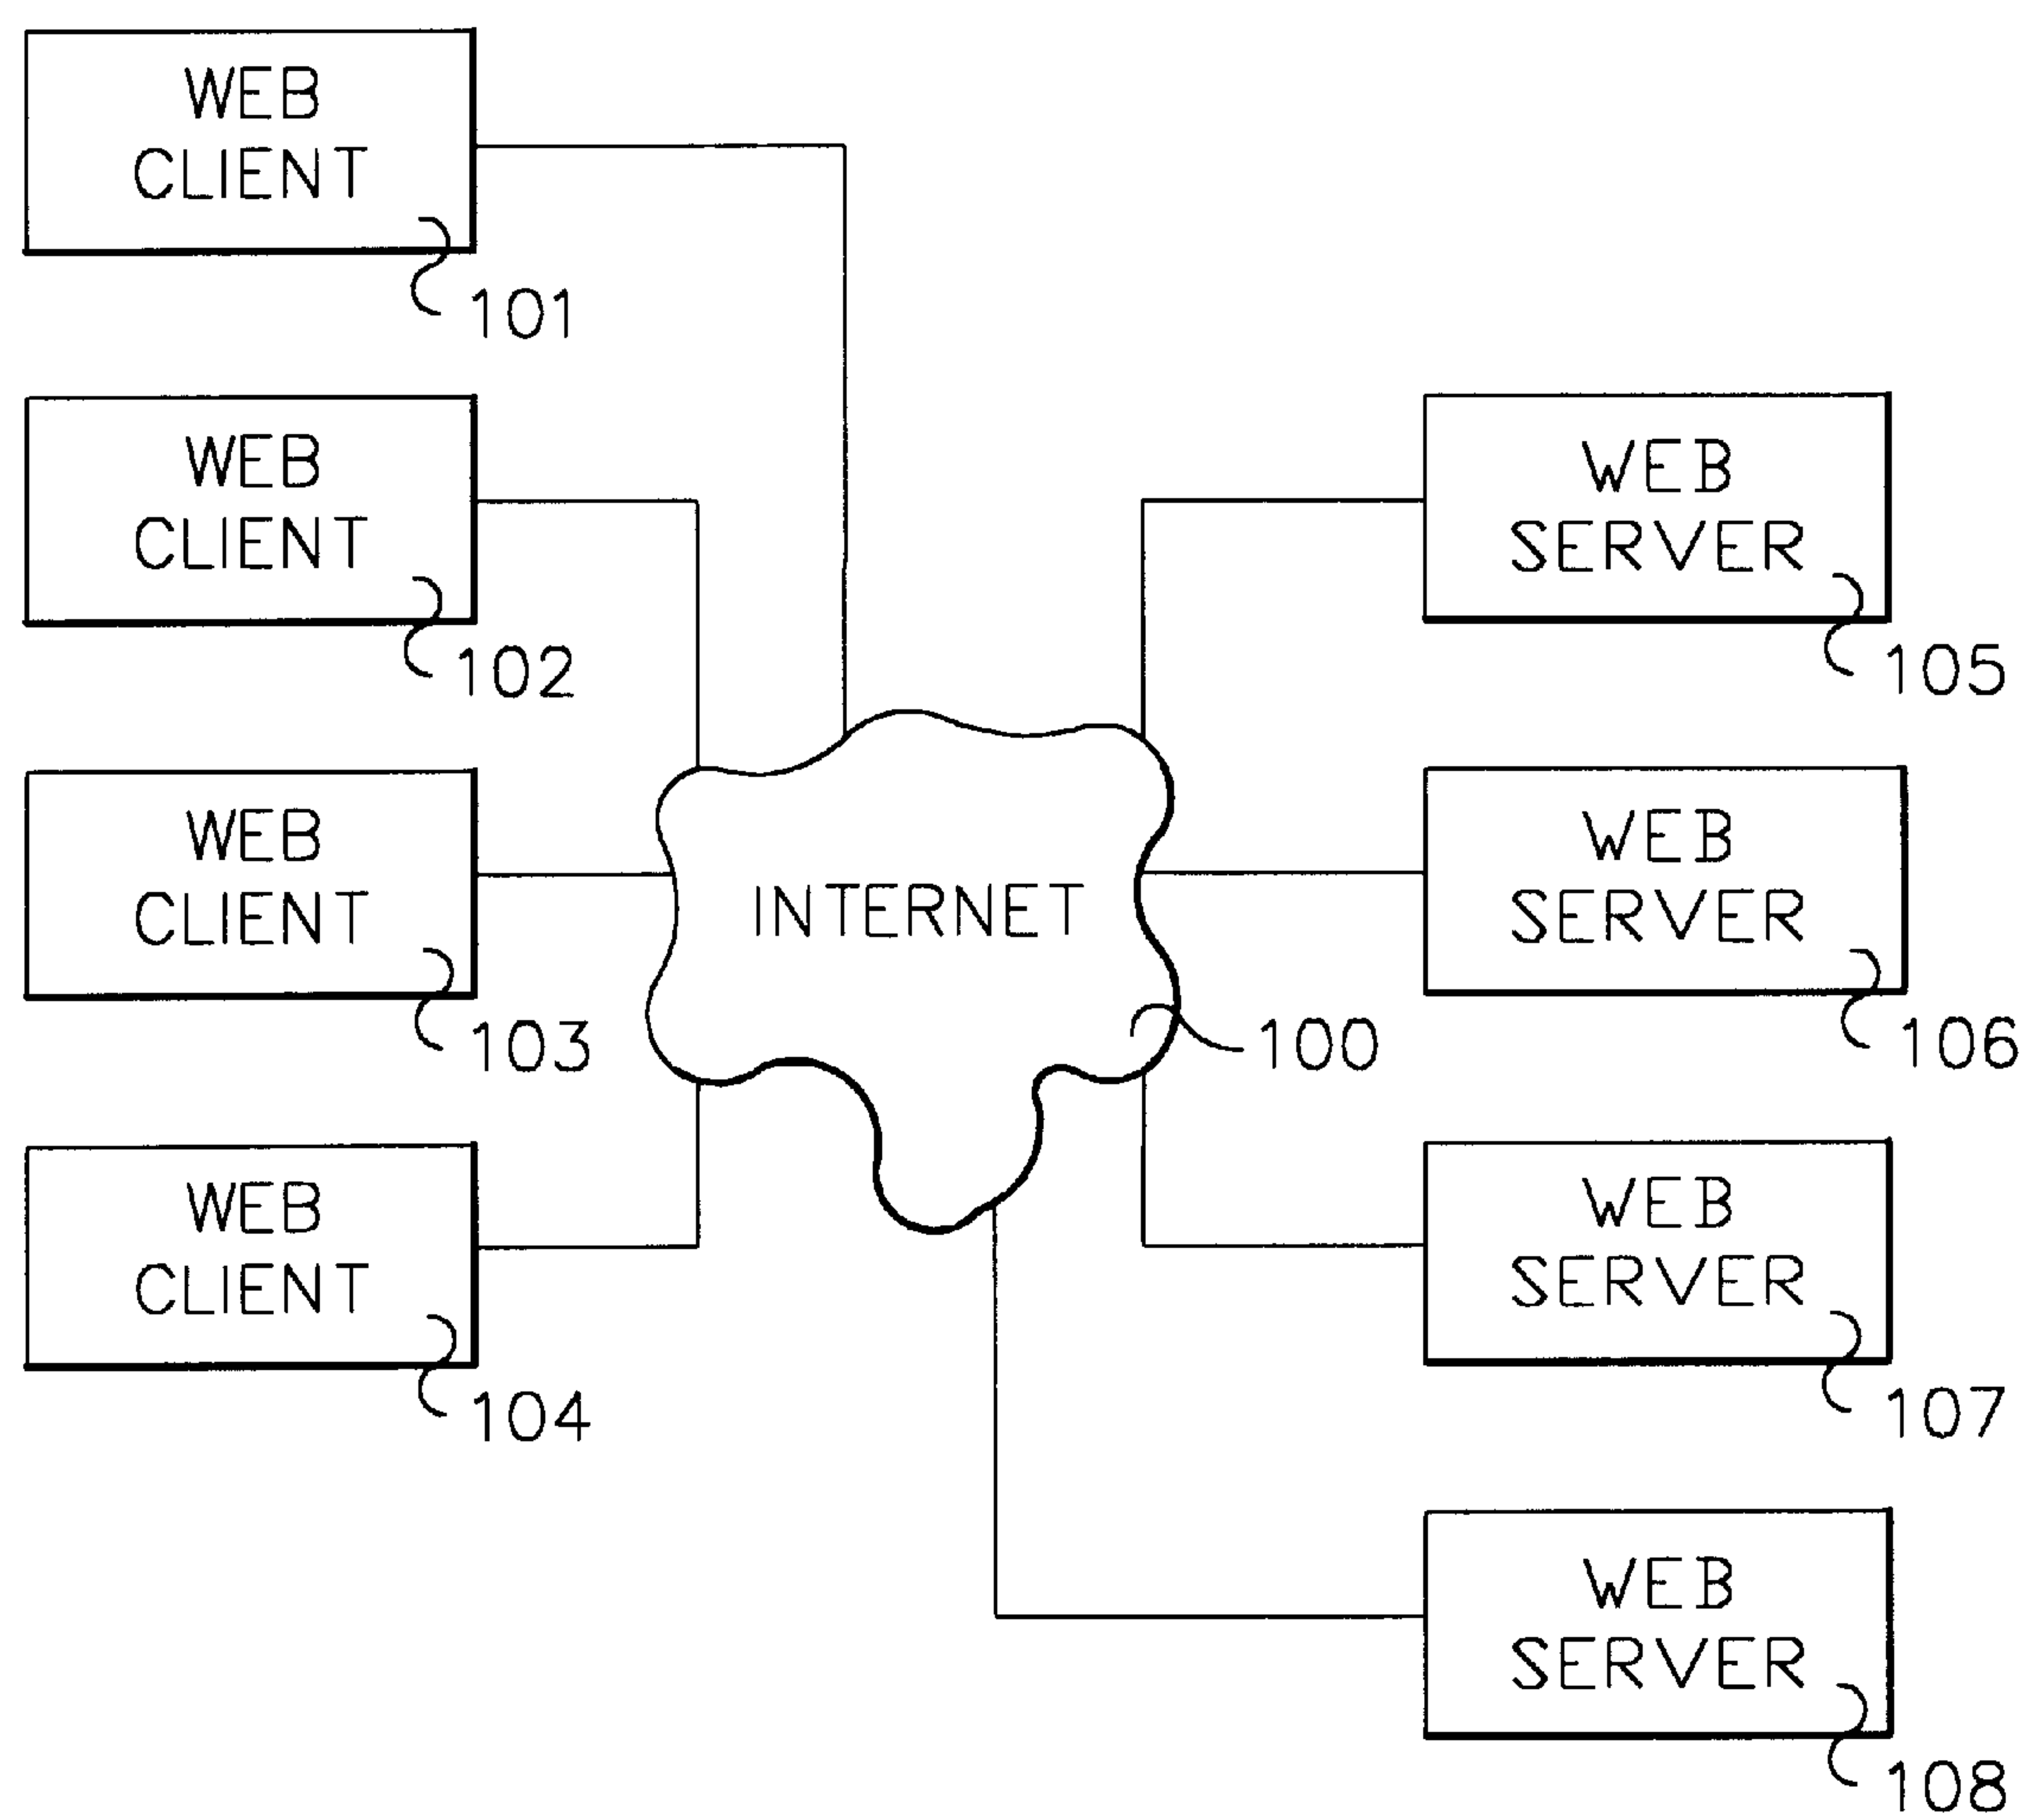 WEB
CLIENT
101
WEB
CLIENT
102
WEB
CLIENT
103
WEB
CLIENT
104
INTERNET
100
WEB
SERVER
105
WEB
SERVER
106
WEB
SERVER
107
WEB
SERVER
108